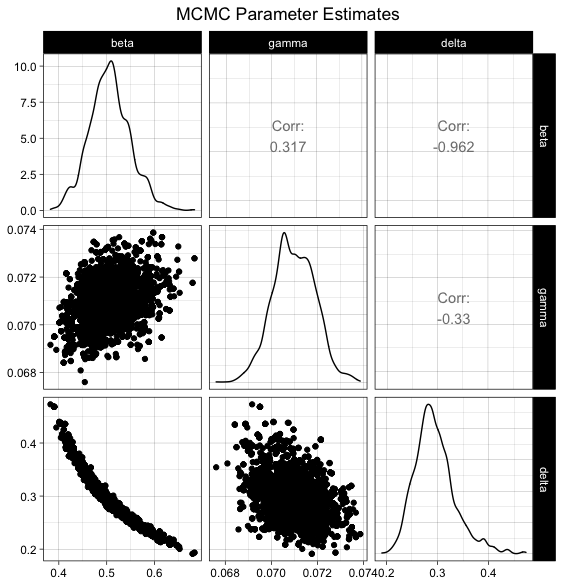 MCMC Parameter Estimates
beta
gamma
delta
10.0
7.5
5.0
2.5
0.0
Corr:
0.317
Corr:
-0.962
beta
0.074
0.072
0.070
0.068
Corr:
-0.33
gamma
0.4
0.3
0.2
delta
0.4 0.5 0.6 0.068 0.070 0.072 0.074 0.2 0.3 0.4